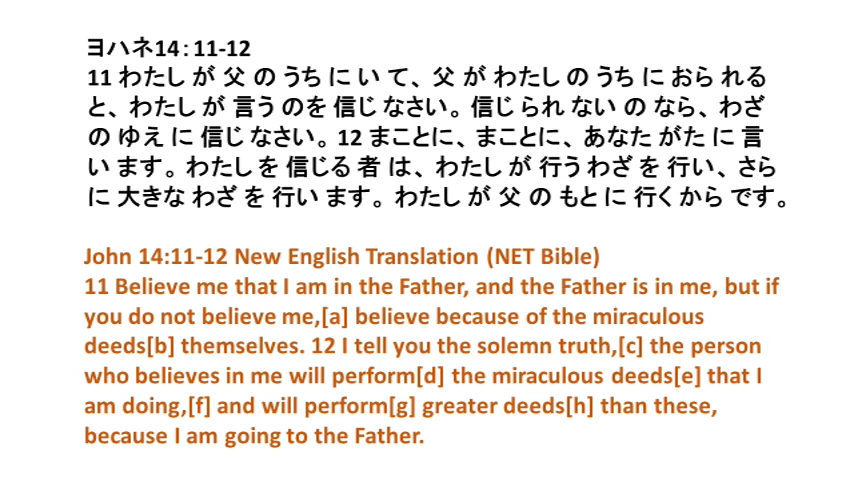 ヨハネ14：11-12
11 わたし が 父 の うち に い て、 父 が わたし の うち に おら れる
と、 わたし が 言う のを 信じ なさい。 信じ られ ない の なら、 わざ
の ゆえ に 信じ なさい。 12 まことに、 まことに、 あなた がた に 言
い ます。 わたし を 信じる 者 は、 わたし が 行う わざ を 行い、 さら
に 大きな わざ を 行い ます。 わたし が 父 の もと に 行く から です。
John 14:11-12 New English Translation (NET Bible)
11 Believe me that I am in the Father, and the Father is in me, but if
you do not believe me,[a] believe because of the miraculous
deeds[b] themselves. 12 I tell you the solemn truth,[c] the person
who believes in me will perform[d] the miraculous deeds[e] that I
am doing,[f] and will perform[g] greater deeds[h] than these,
because I am going to the Father.